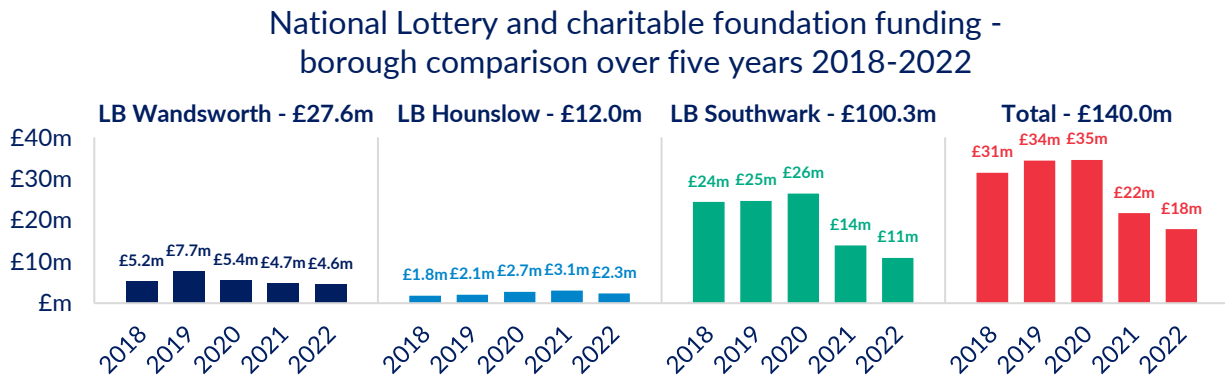 National Lottery and charitable foundation funding -
borough comparison over five years 2018-2022
LB Wandsworth - £27.6m
LB Hounslow - £12.0m
LB Southwark - £100.3m
Total - £140.0m
£40m
£30m
£20m
£10m
£m
£5.2m
£7.7m
£5.4m
£4.7m
£4.6m
£1.8m
£2.1m
£2.7m
£3.1m
£2.3m
£24m
£25m
£26m
£14m
£11m
£31m
£34m
£35m
£22m
£18m
2018
2019
2020
2021
2022
2018
2019
2020
2021
2022
2018
2019
2020
2021
2022
2018
2019
2020
2021
2022